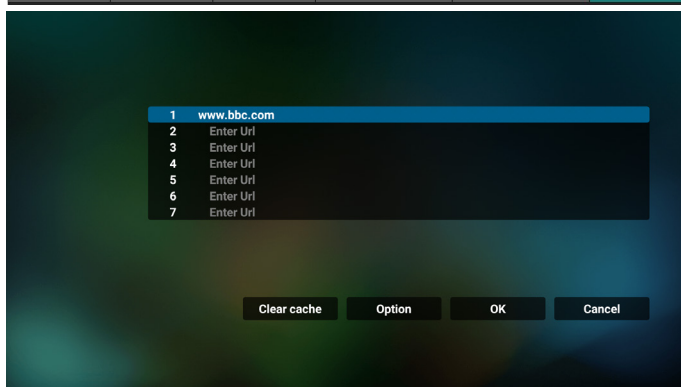 1 www.bbc.com
2 Enter Url
3 Enter Url
4 Enter Url
5 Enter Url
6 Enter Url
7 Enter Url
Clear cache Option OK Cancel